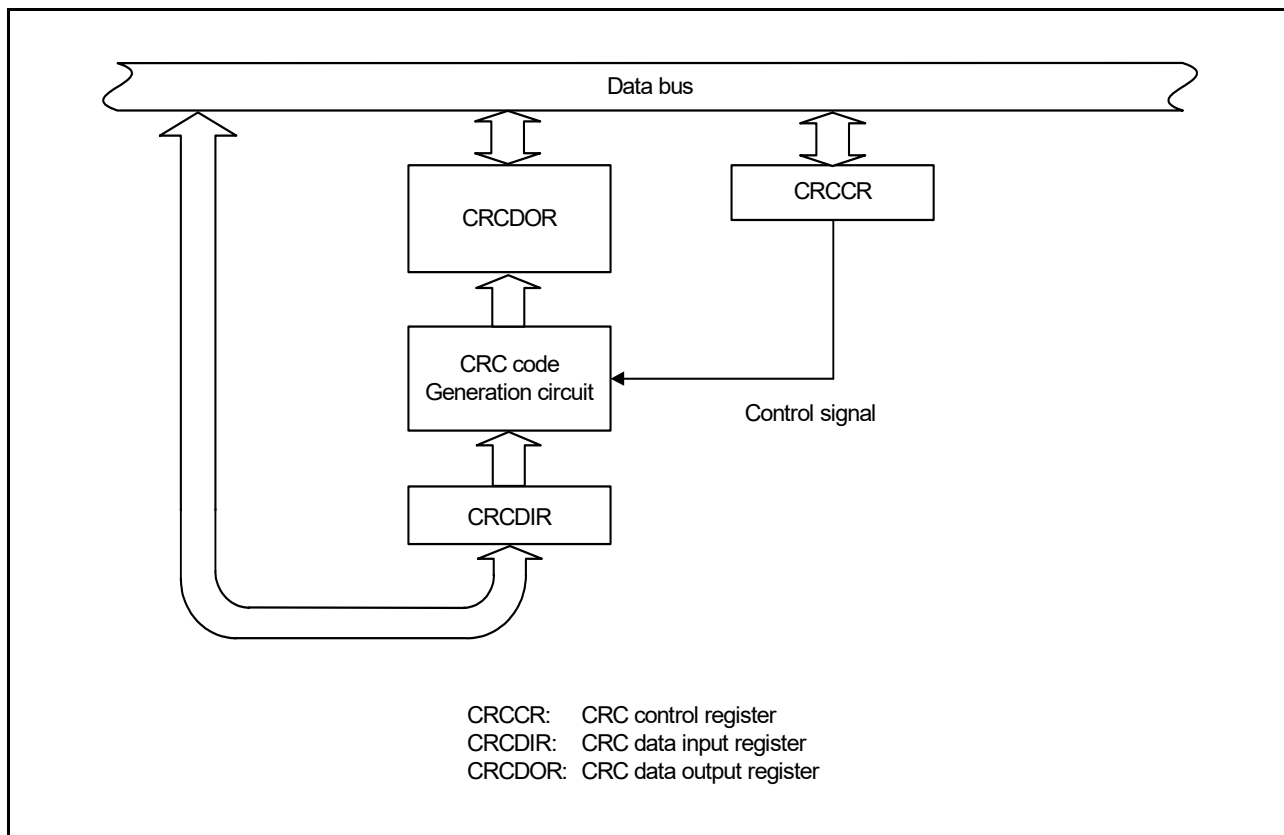 Data bus
CRCDOR
CRCCR
CRC code
Generation circuit
Control signal
CRCDIR
CRCCR: CRC control register
CRCDIR: CRC data input register
CRCDOR: CRC data output register